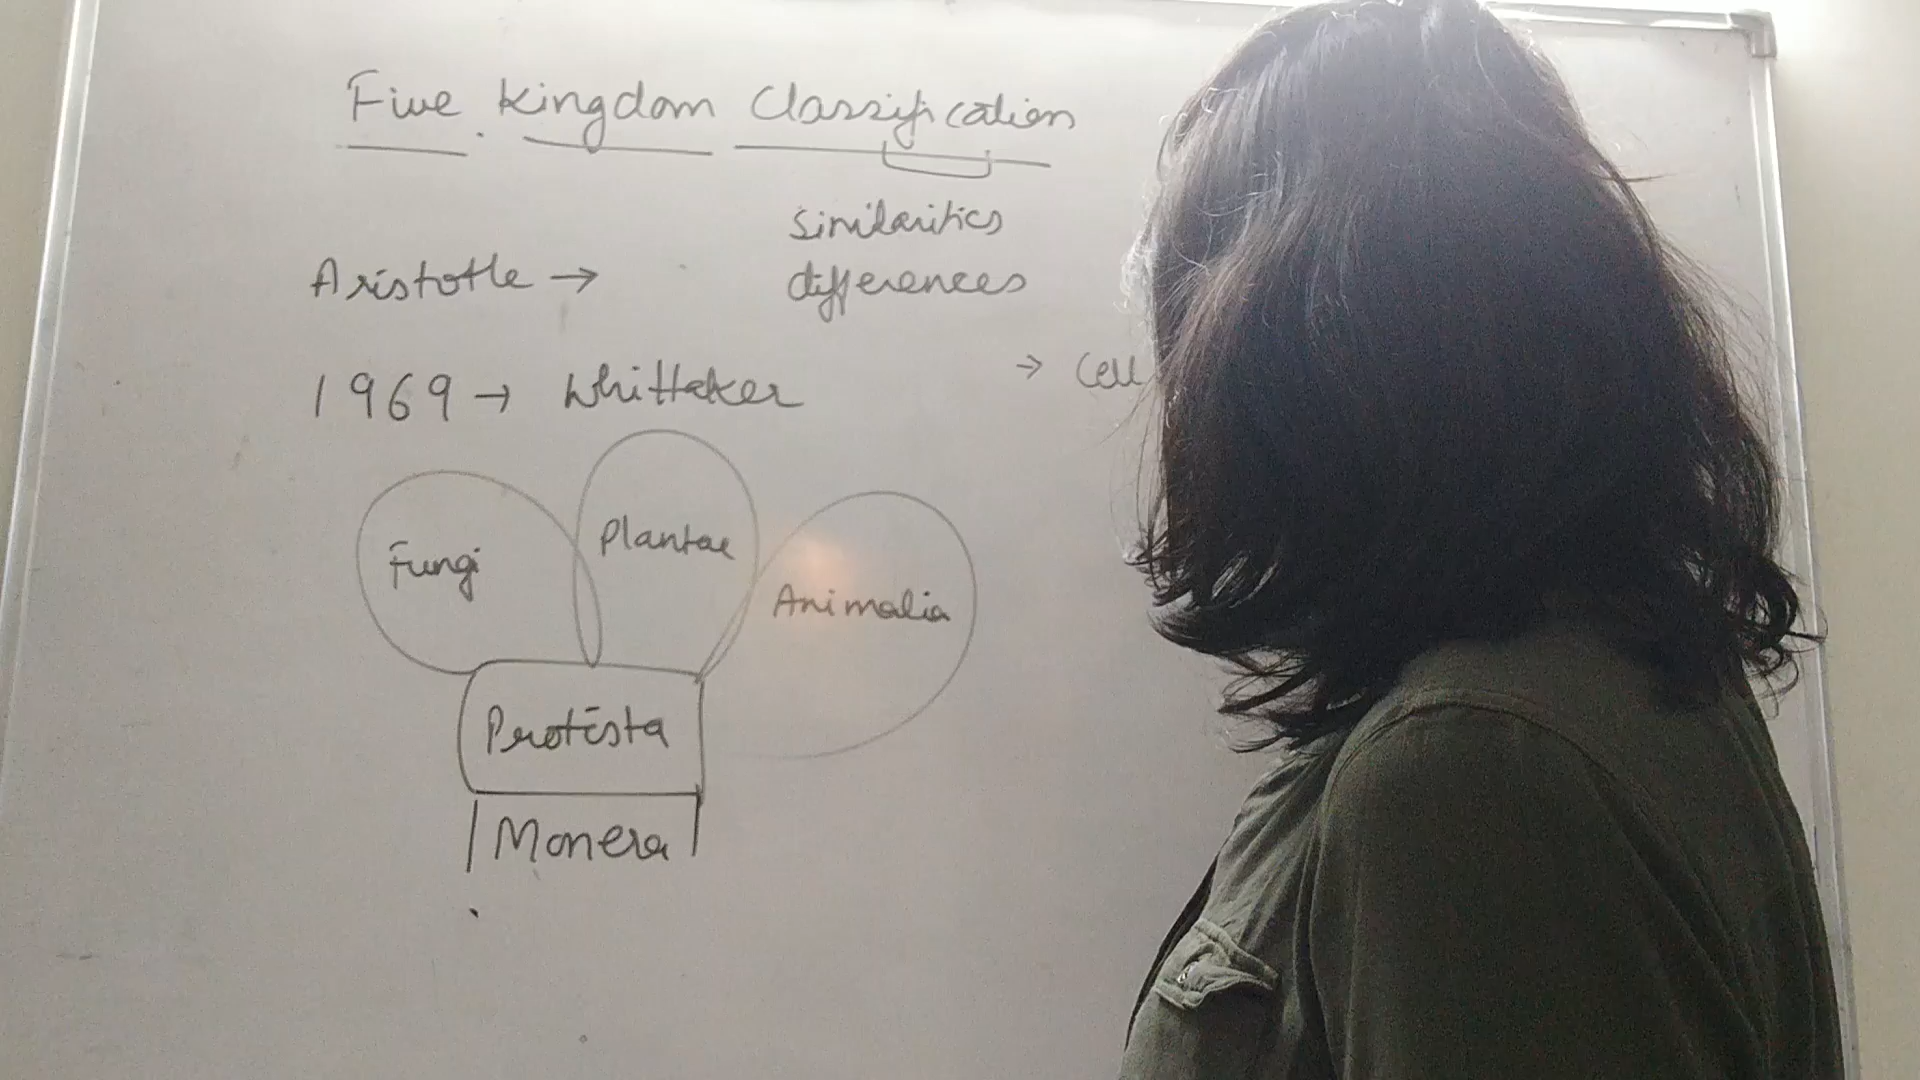 Five Kingdom Classification
similarities
differences
Aristotle →
1969 → Whittaker
→ Cell
Fungi
Plantae
Animalia
Protista
Monera